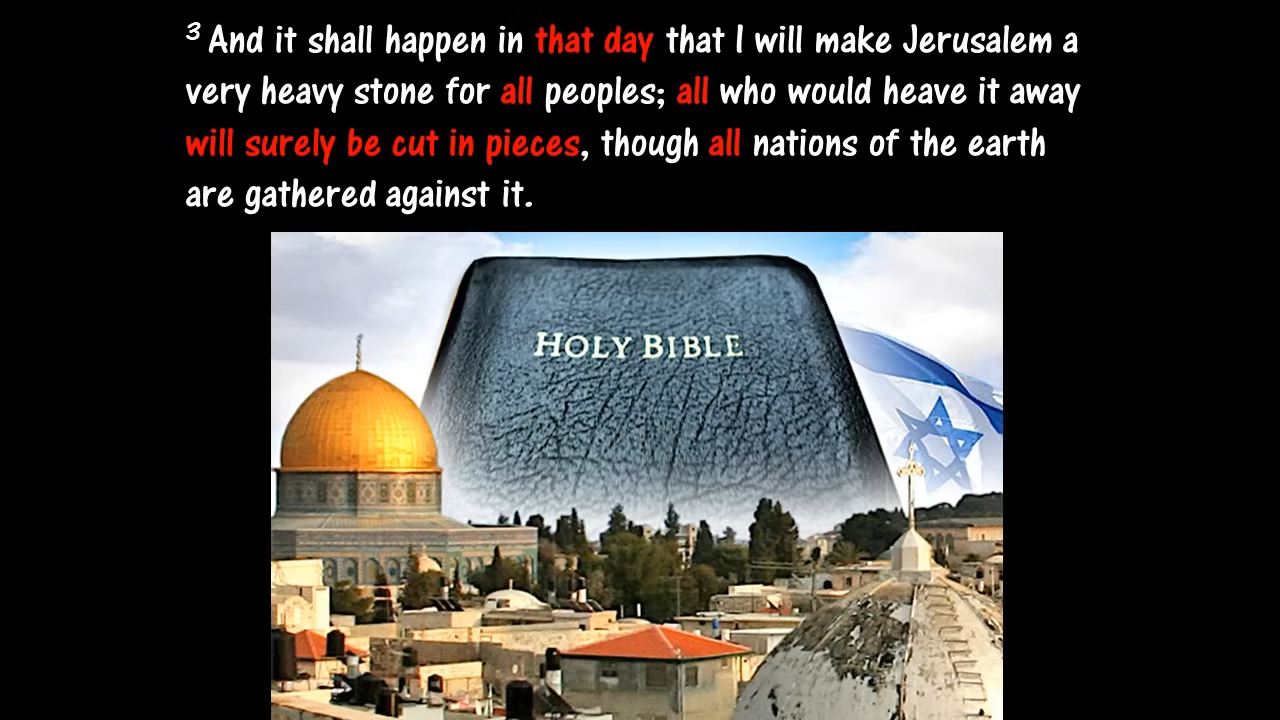 3 And it shall happen in that day that I will make Jerusalem a
very heavy stone for all peoples; all who would heave it away
will surely be cut in pieces, though all nations of the earth
are gathered against it.
HOLY BIBLE